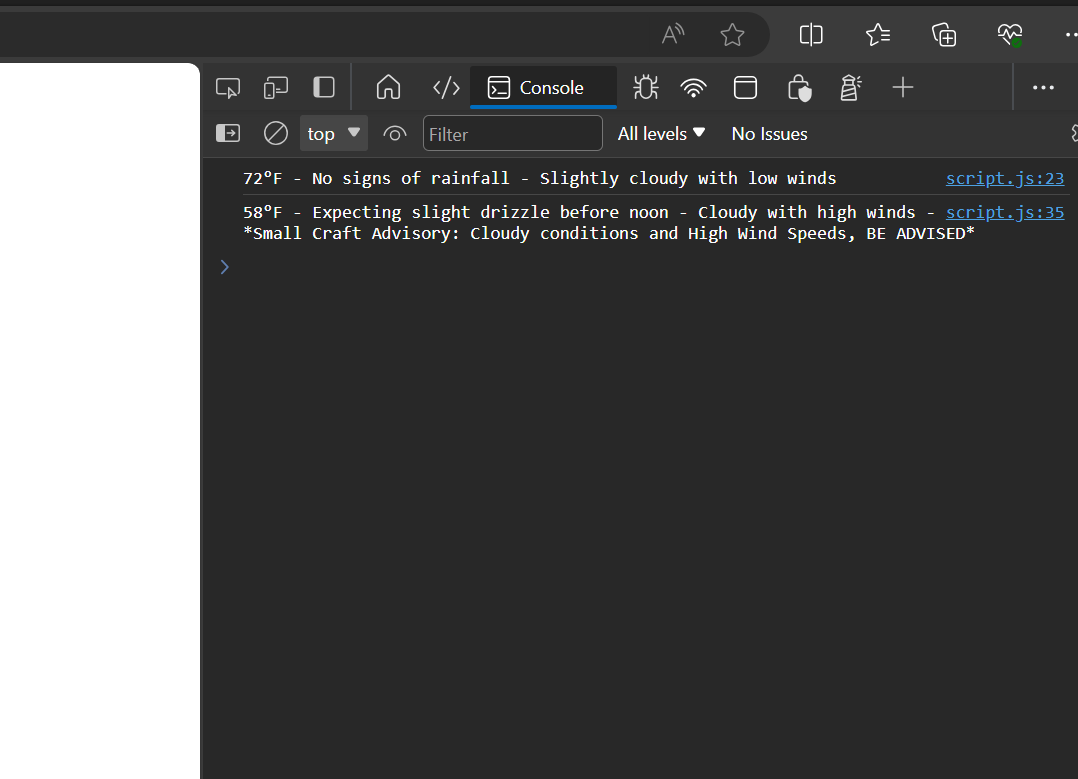 Console
top
Filter
All levels
No Issues
72°F - No signs of rainfall - Slightly cloudy with low winds script.js:23
58°F - Expecting slight drizzle before noon - Cloudy with high winds - script.js:35
*Small Craft Advisory: Cloudy conditions and High Wind Speeds, BE ADVISED*